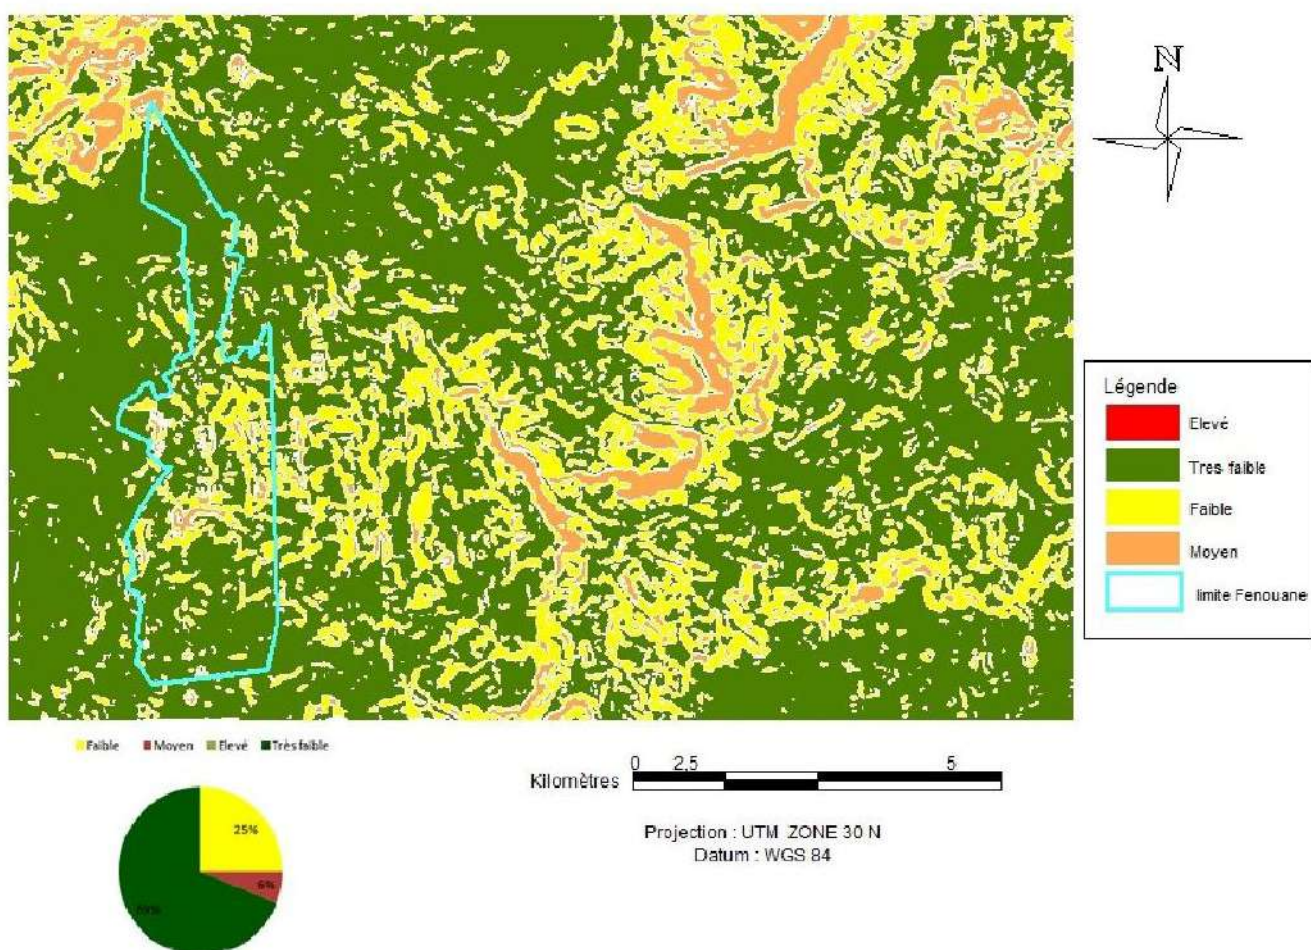 N
Légende
Elevé
Tres faible
Faible
Moyen
limite Fenouane
Faible Moyen Elevé Très faible
25%
6%
69%
Kilomètres 0 2,5 5
Projection : UTM ZONE 30 N
Datum : WGS 84